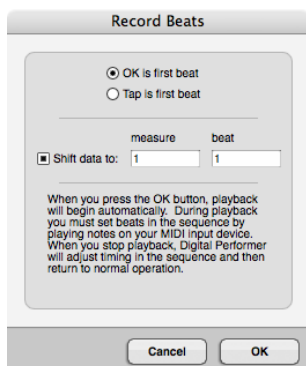 Record Beats
OK is first beat
Tap is first beat
measure beat
Shift data to: 1 1
When you press the OK button, playback
will begin automatically. During playback
you must set beats in the sequence by
playing notes on your MIDI input device.
When you stop playback, Digital Performer
will adjust timing in the sequence and then
return to normal operation.
Cancel OK